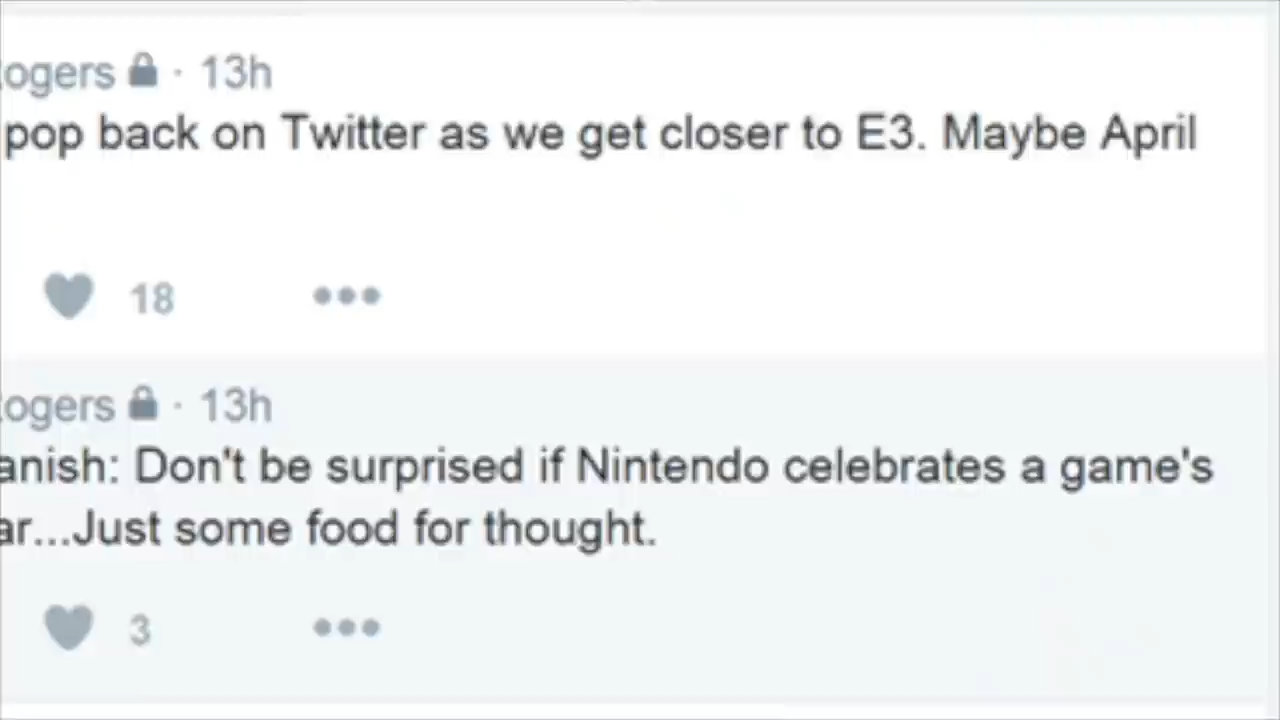 ogers · 13h
pop back on Twitter as we get closer to E3. Maybe April
18
ogers · 13h
anish: Don't be surprised if Nintendo celebrates a game's
ar...Just some food for thought.
3